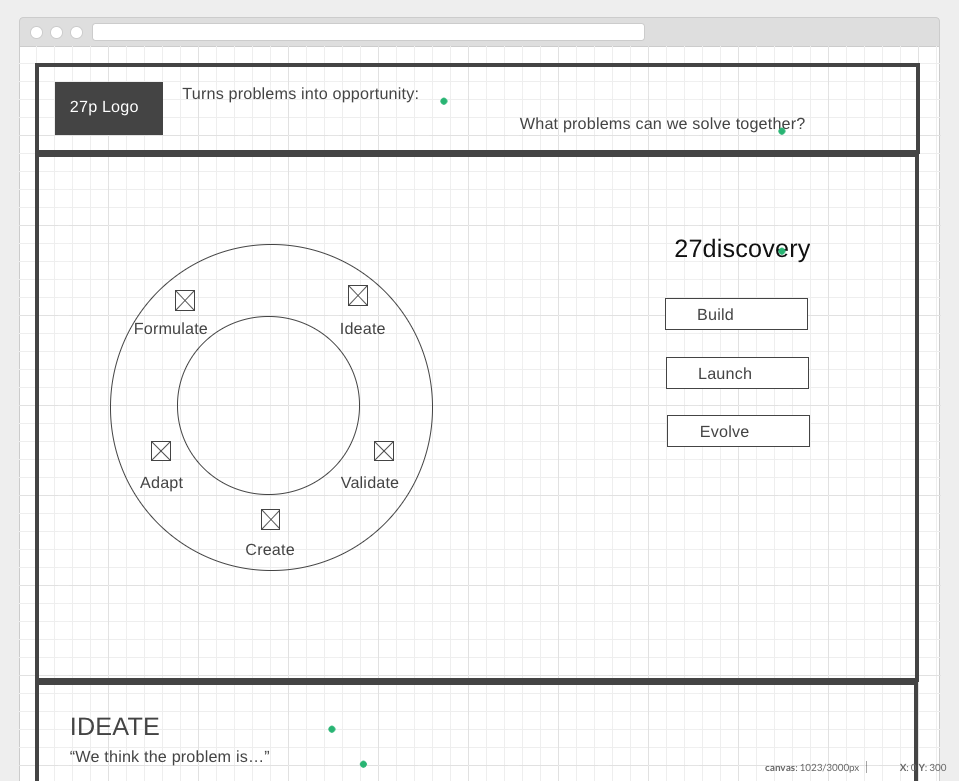 27p Logo
Turns problems into opportunity:
What problems can we solve together?
27discovery
Formulate
Ideate
Build
Launch
Evolve
Adapt
Validate
Create
IDEATE
“We think the problem is…”
canvas: 1023/3000px
X: 0 Y: 300